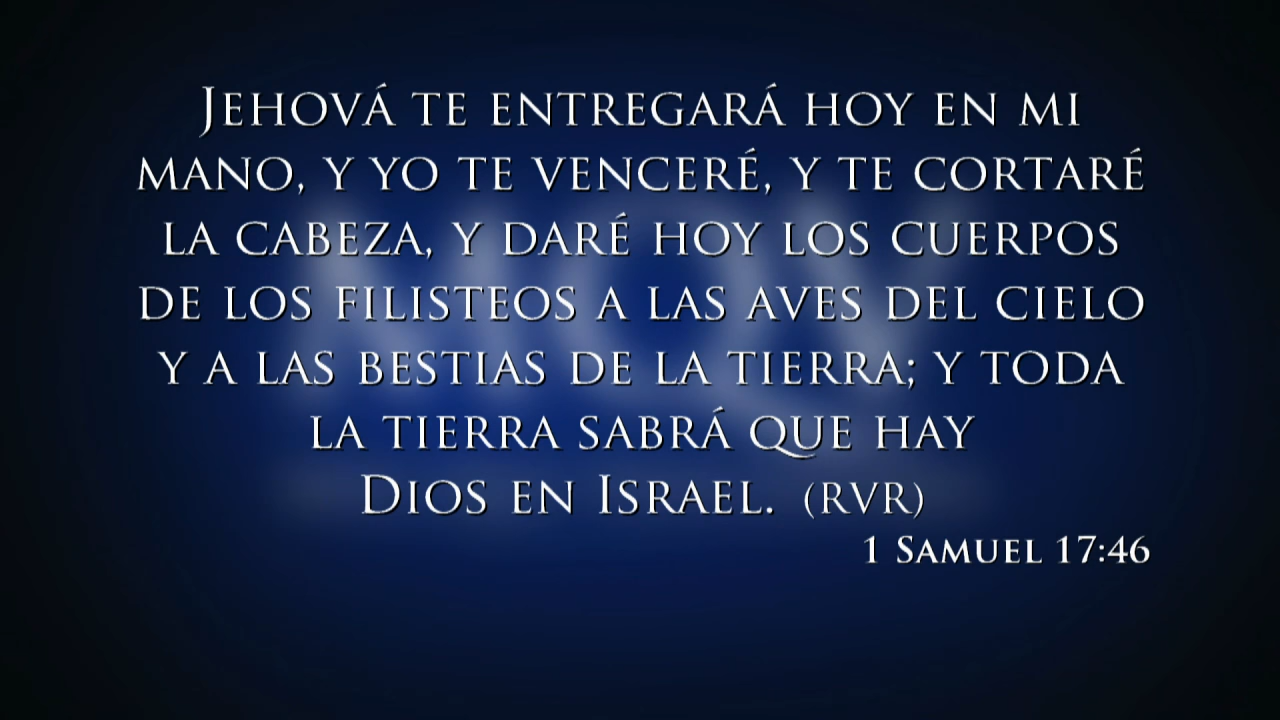 Jehová te entregará hoy en mi
mano, y yo te venceré, y te cortaré
la cabeza, y daré hoy los cuerpos
de los filisteos a las aves del cielo
y a las bestias de la tierra; y toda
la tierra sabrá que hay
Dios en Israel. (RVR)
1 Samuel 17:46